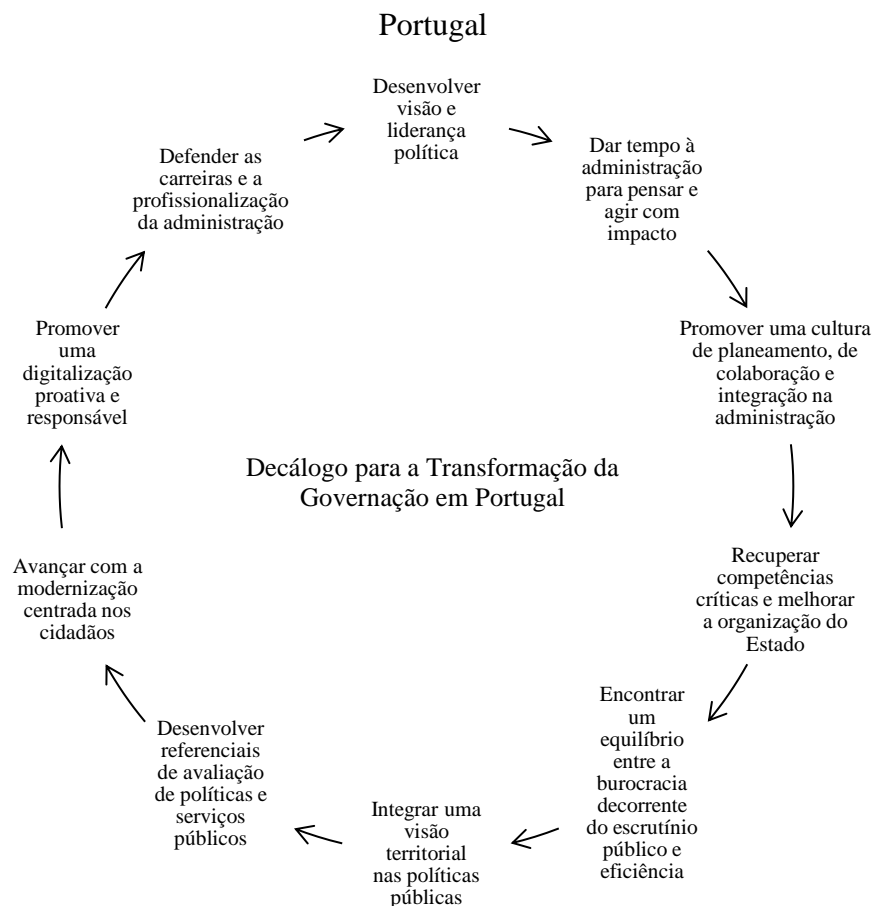 Portugal
Desenvolver
visão e
liderança
política
Dar tempo à
administração
para pensar e
agir com
impacto
Promover uma cultura
de planeamento, de
colaboração e
integração na
administração
Recuperar
competências
críticas e melhorar
a organização do
Estado
Encontrar
um
equilíbrio
entre a
burocracia
decorrente
do escrutínio
público e
eficiência
Integrar uma
visão
territorial
nas políticas
públicas
Desenvolver
referenciais
de avaliação
de políticas e
serviços
públicos
Avançar com a
modernização
centrada nos
cidadãos
Promover
uma
digitalização
proativa e
responsável
Defender as
carreiras e a
profissionalização
da administração
Decálogo para a Transformação da
Governação em Portugal